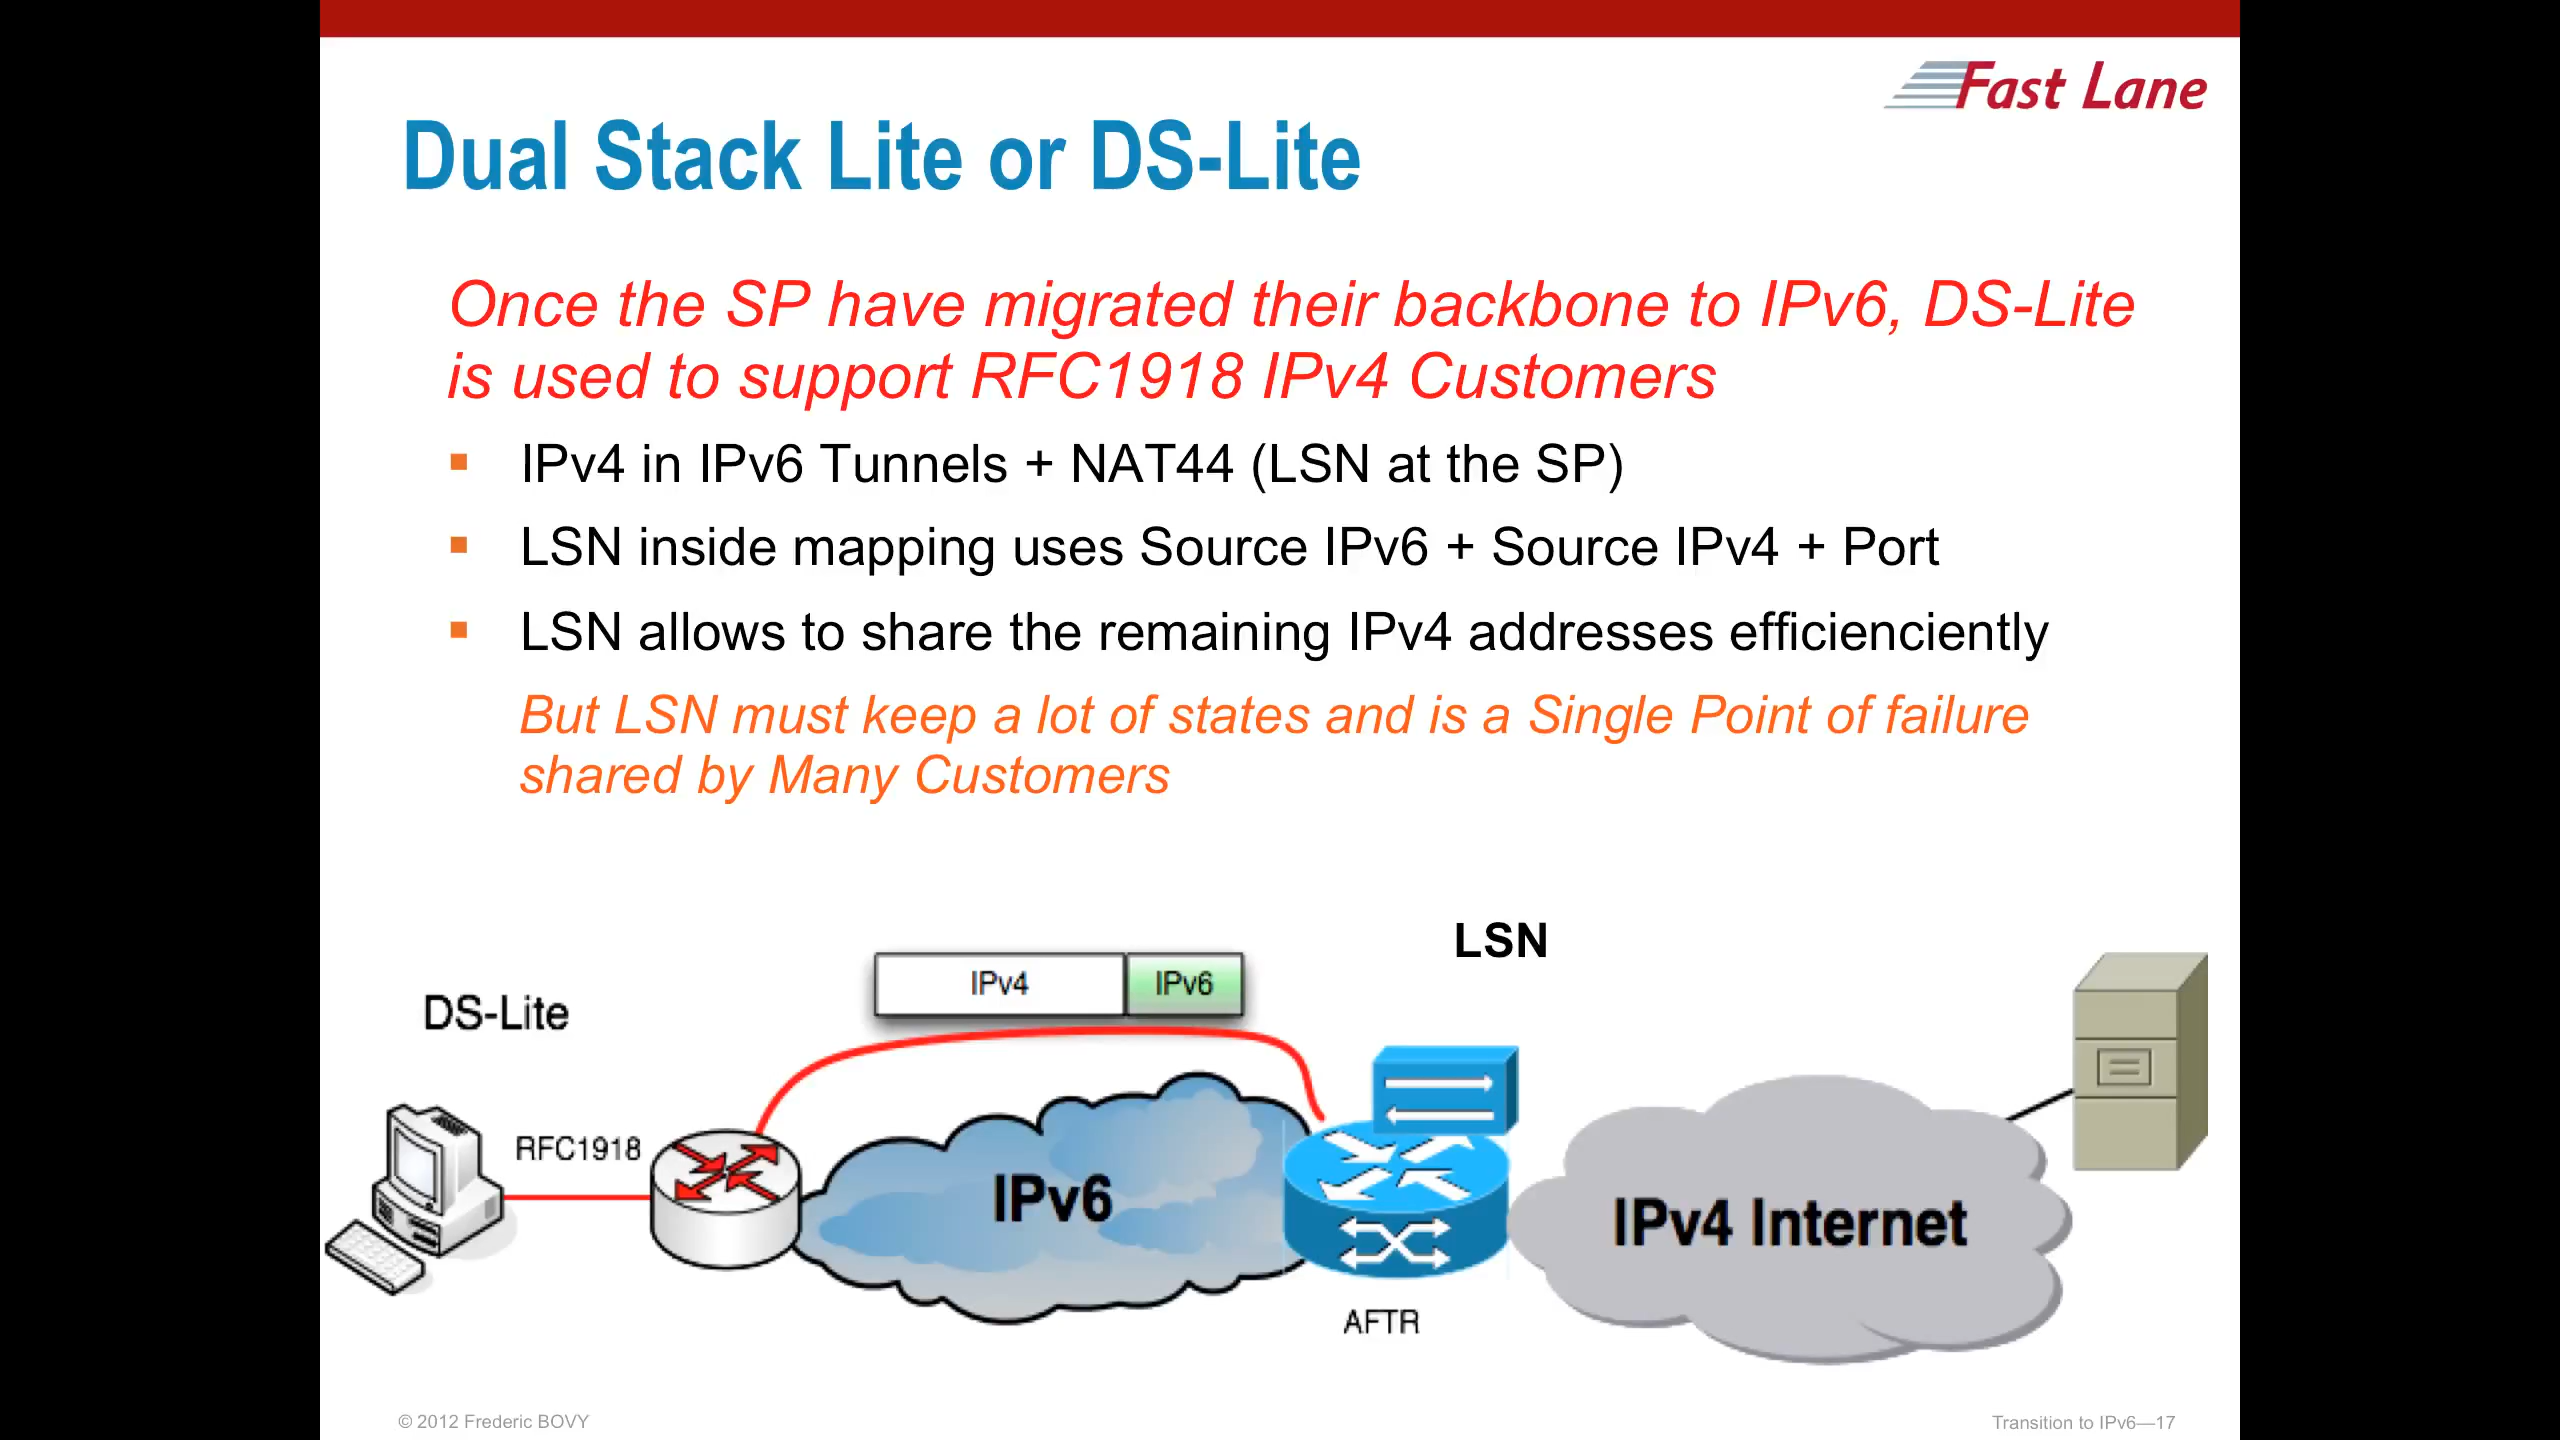 Fast Lane
Dual Stack Lite or DS-Lite
Once the SP have migrated their backbone to IPv6, DS-Lite
is used to support RFC1918 IPv4 Customers
▪ IPv4 in IPv6 Tunnels + NAT44 (LSN at the SP)
▪ LSN inside mapping uses Source IPv6 + Source IPv4 + Port
▪ LSN allows to share the remaining IPv4 addresses efficienciently
But LSN must keep a lot of states and is a Single Point of failure
shared by Many Customers
LSN
IPv4 IPv6
DS-Lite
RFC1918
IPv6
IPv4 Internet
AFTR
© 2012 Frederic BOVY
Transition to IPv6—17